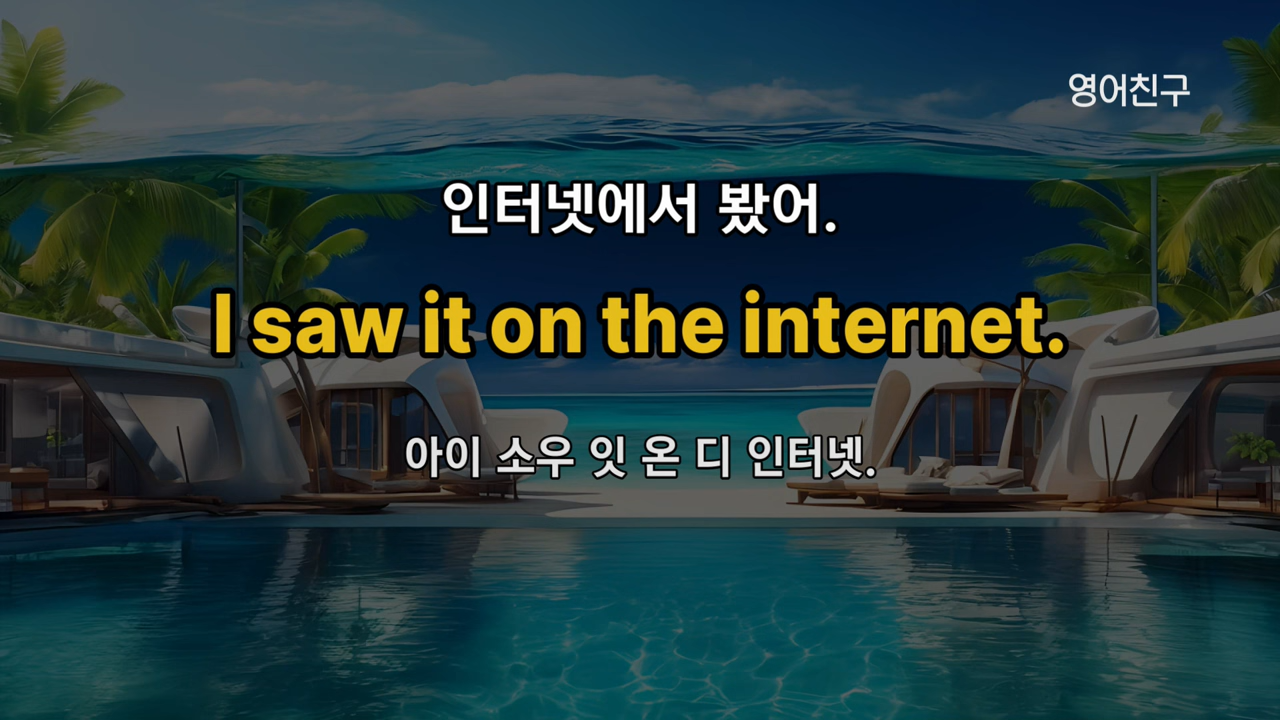 영어친구
인터넷에서 봤어.
I saw it on the internet.
아이 소우 잇 온 디 인터넷.